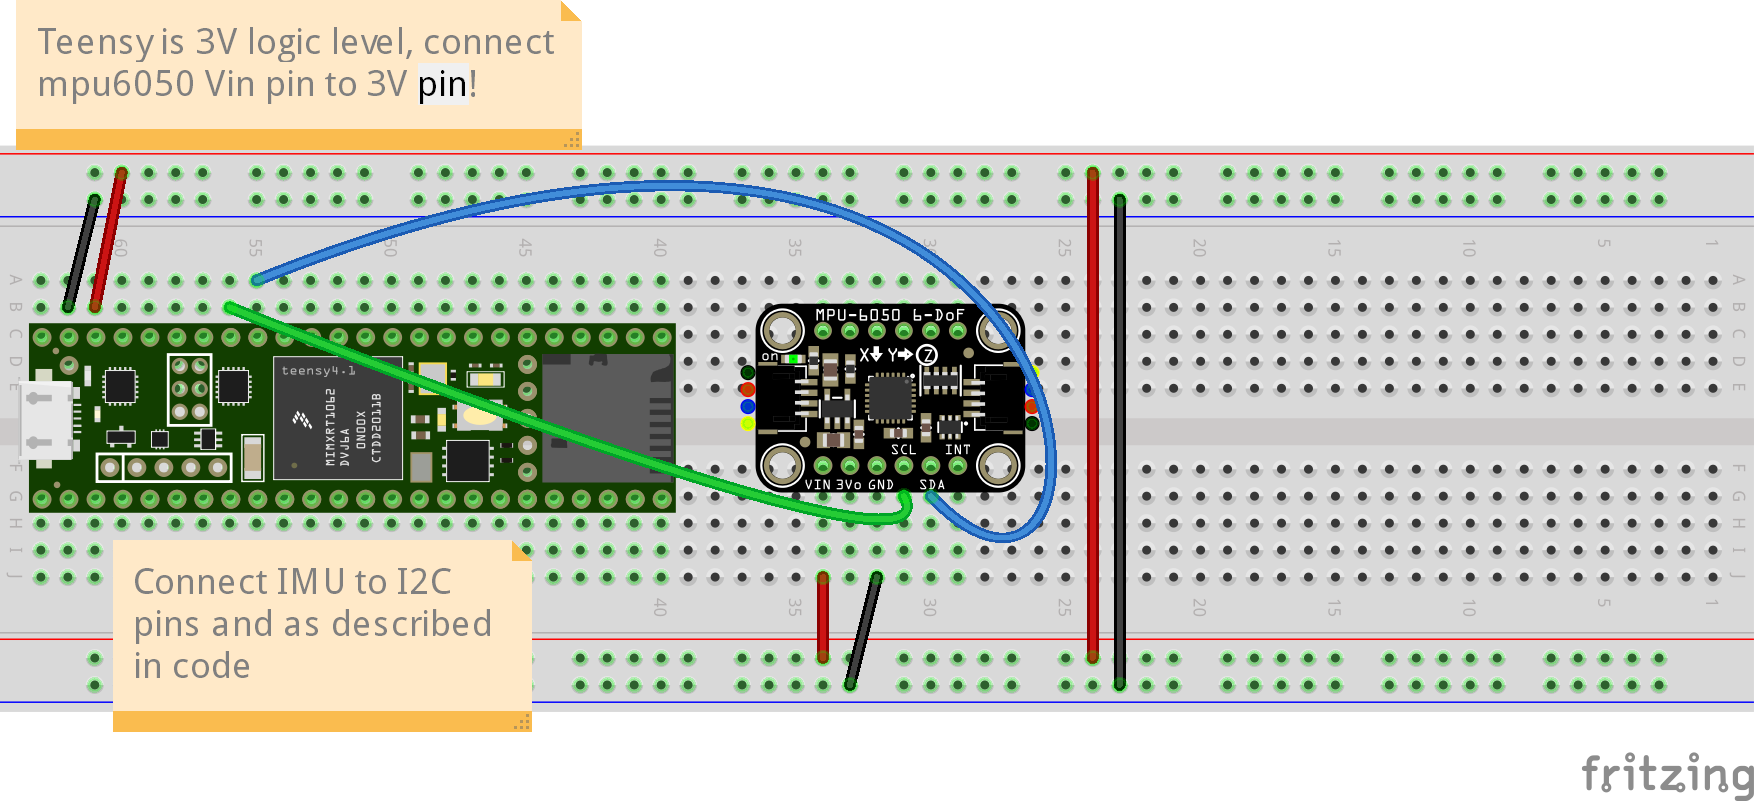 Teensy is 3V logic level, connect
mpu6050 Vin pin to 3V pin!
60 55 50 45 40 35 30 25 20 15 10 5 1
A A
B B
C C
D D
E E
MPU-6050 6-DoF
on X Y Z
teensy4.1
MIMXRT1062
DVJ6A
CTDD2011B
SCL INT
VIN 3Vo GND SDA
F F
G G
H H
I I
J J
Connect IMU to I2C
pins and as described
in code
40 35 30 25 20 15 10 5 1
fritzing